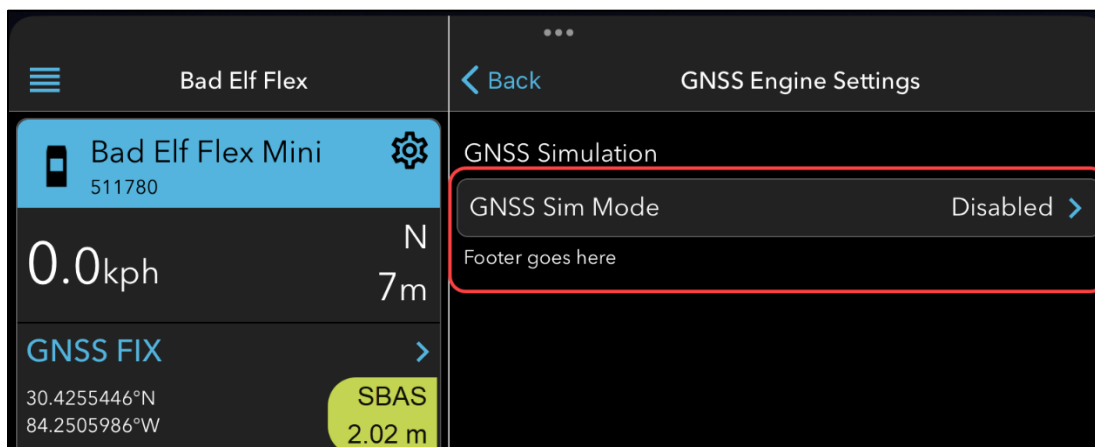 Bad Elf Flex
Bad Elf Flex Mini
511780
0.0kph
N
7m
GNSS FIX
30.4255446°N
84.2505986°W
SBAS
2.02 m
Back
GNSS Engine Settings
GNSS Simulation
GNSS Sim Mode Disabled
Footer goes here